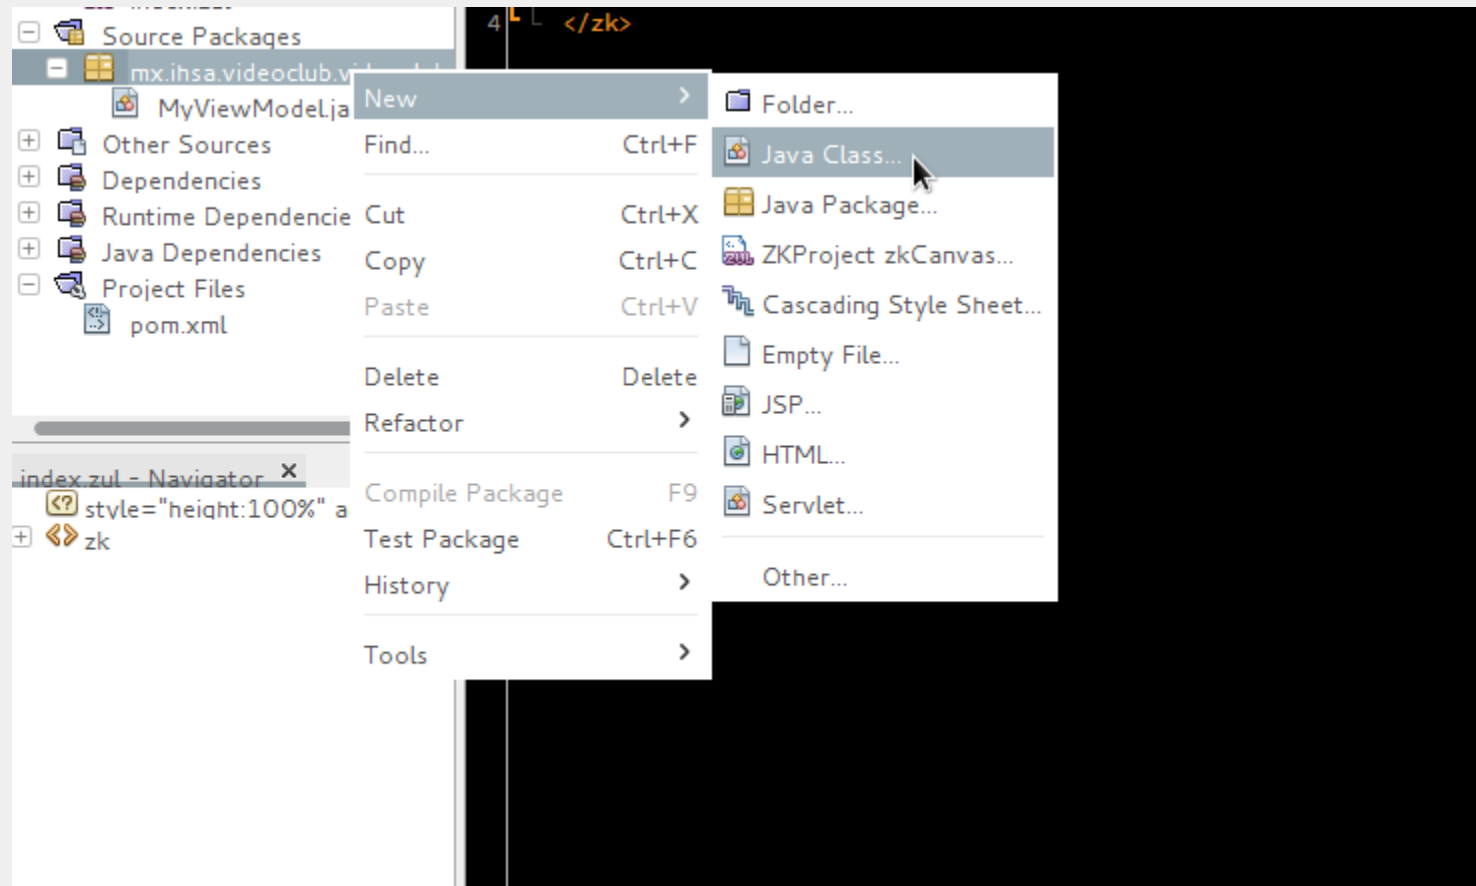 4 </zk>
Source Packages
mx.ihsa.videoclub.
MyViewModel.ja
Other Sources
Dependencies
Runtime Dependencie
Java Dependencies
Project Files
pom.xml
index.zul - Navigator
style="height:100%" a
zk
New
Find... Ctrl+F
Cut Ctrl+X
Copy Ctrl+C
Paste Ctrl+V
Delete Delete
Refactor
Compile Package F9
Test Package Ctrl+F6
History
Tools
Folder...
Java Class...
Java Package...
ZKProject zkCanvas...
Cascading Style Sheet...
Empty File...
JSP...
HTML...
Servlet...
Other...